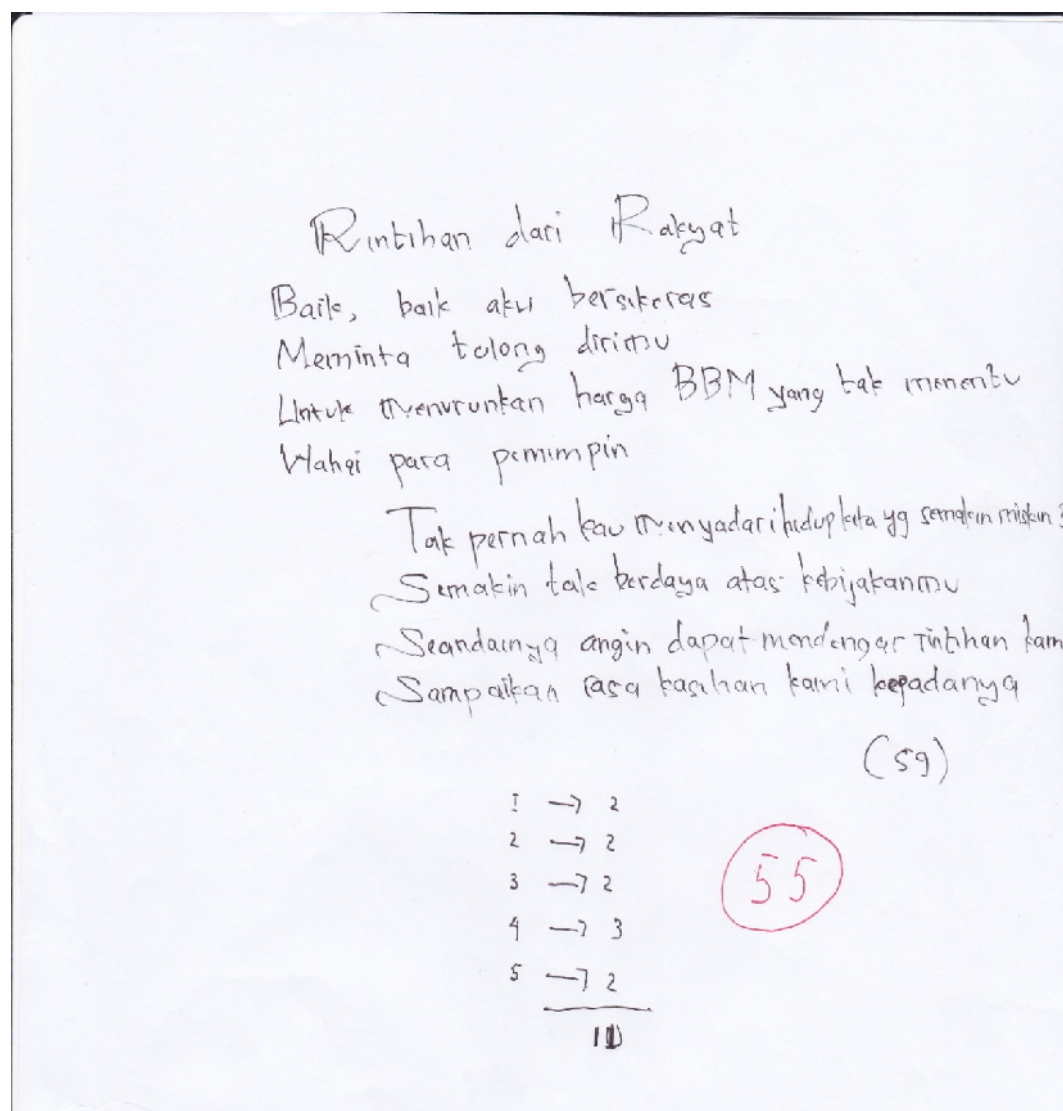 Rintihan dari Rakyat
Baik, baik aku bersikeras
Meminta tolong dirimu
Untuk menurunkan harga BBM yang tak menentu
Wahai para pemimpin
Tak pernah kau menyadari hidup kita yg semakin miskin
Semakin tak berdaya atas kebijakanmu
Seandainya angin dapat mendengar rintihan kam
Sampaikan rasa kasihan kami kepadanya
(59)
1 → 2
2 → 2
3 → 2
4 → 3
5 → 2
11
55